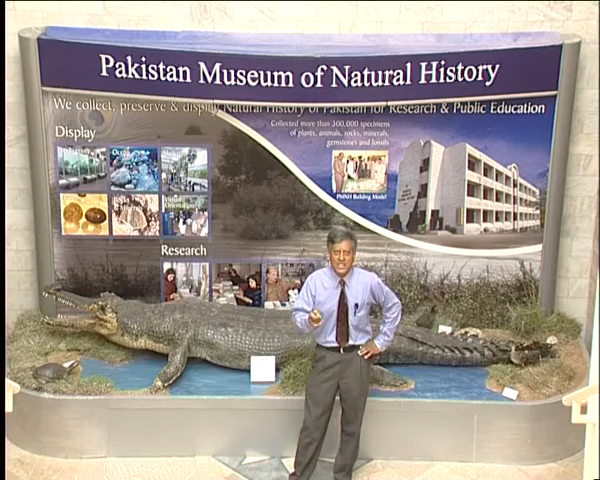 Pakistan Museum of Natural History
We collect, preserve & display Natural History of Pakistan for Research & Public Education
Display
Collected more than 300,000 specimens
of plants, animals, rocks, minerals,
gemstones and fossils
PMNH Building Model
Research